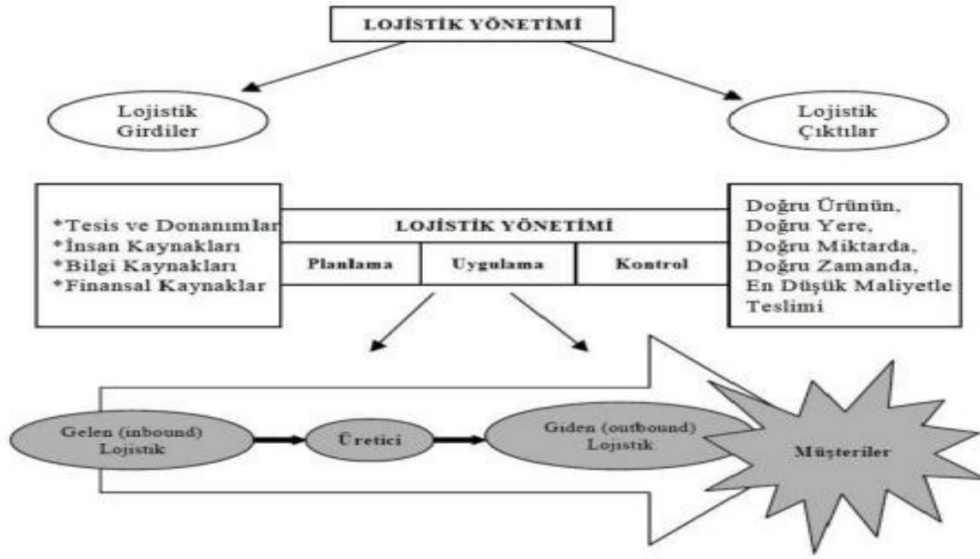 LOJİSTİK YÖNETİMİ
Lojistik
Girdiler
Lojistik
Çıktılar
*Tesis ve Donanımlar
*İnsan Kaynakları
*Bilgi Kaynakları
*Finansal Kaynaklar
LOJİSTİK YÖNETİMİ
Planlama
Uygulama
Kontrol
Doğru Ürünün,
Doğru Yere,
Doğru Miktarda,
Doğru Zamanda,
En Düşük Maliyetle
Teslimi
Gelen (inbound)
Lojistik
Üretici
Giden (outbound)
Lojistik
Müşteriler